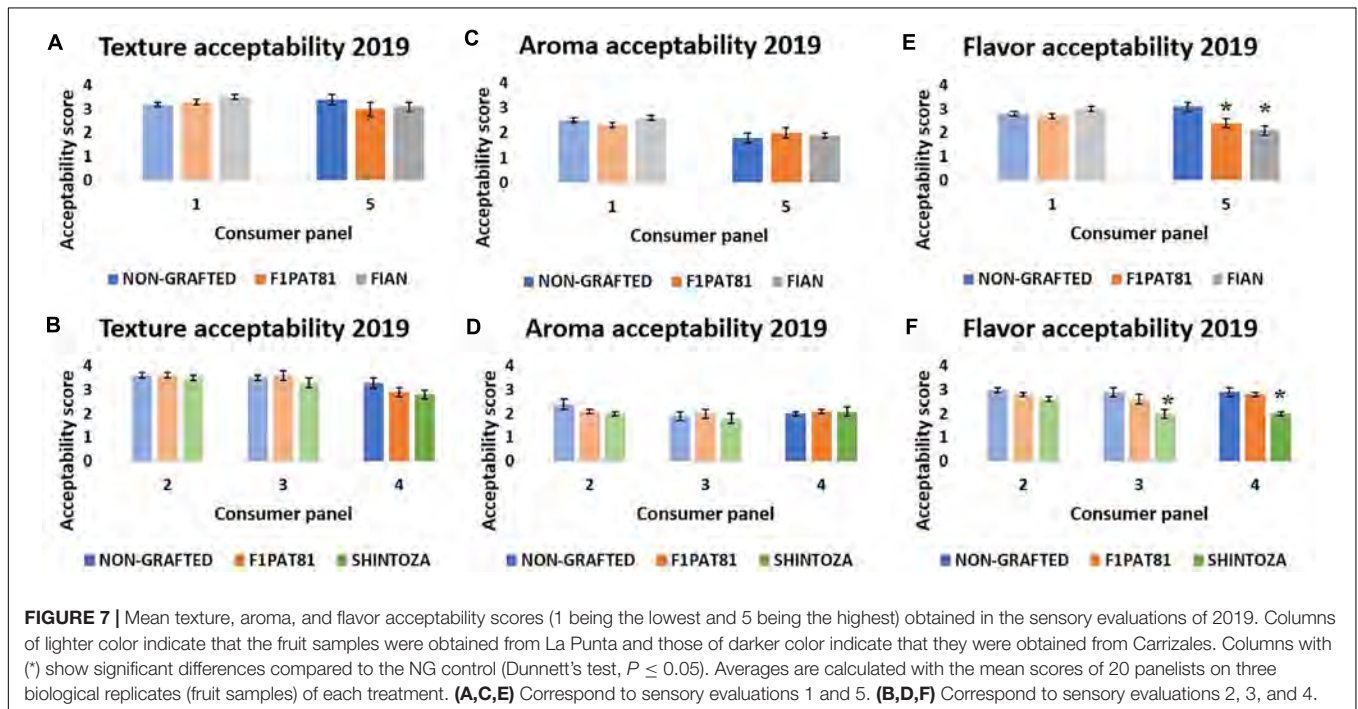 A Texture acceptability 2019
Acceptability score
4
3
2
1
0
1 5
Consumer panel
NON-GRAFTED F1PAT81 FIAN
C Aroma acceptability 2019
Acceptability score
4
3
2
1
0
1 5
Consumer panel
NON-GRAFTED F1PAT81 FIAN
E Flavor acceptability 2019
Acceptability score
4
3
2
1
0
* *
1 5
Consumer panel
NON-GRAFTED F1PAT81 FIAN
B Texture acceptability 2019
Acceptability score
4
3
2
1
0
2 3 4
Consumer panel
NON-GRAFTED F1PAT81 SHINTOZA
D Aroma acceptability 2019
Acceptability score
4
3
2
1
0
2 3 4
Consumer panel
NON-GRAFTED F1PAT81 SHINTOZA
F Flavor acceptability 2019
Acceptability score
4
3
2
1
0
* *
2 3 4
Consumer panel
NON-GRAFTED F1PAT81 SHINTOZA
FIGURE 7 | Mean texture, aroma, and flavor acceptability scores (1 being the lowest and 5 being the highest) obtained in the sensory evaluations of 2019. Columns
of lighter color indicate that the fruit samples were obtained from La Punta and those of darker color indicate that they were obtained from Carrizales. Columns with
(*) show significant differences compared to the NG control (Dunnett's test, P ≤ 0.05). Averages are calculated with the mean scores of 20 panelists on three
biological replicates (fruit samples) of each treatment. (A,C,E) Correspond to sensory evaluations 1 and 5. (B,D,F) Correspond to sensory evaluations 2, 3, and 4.